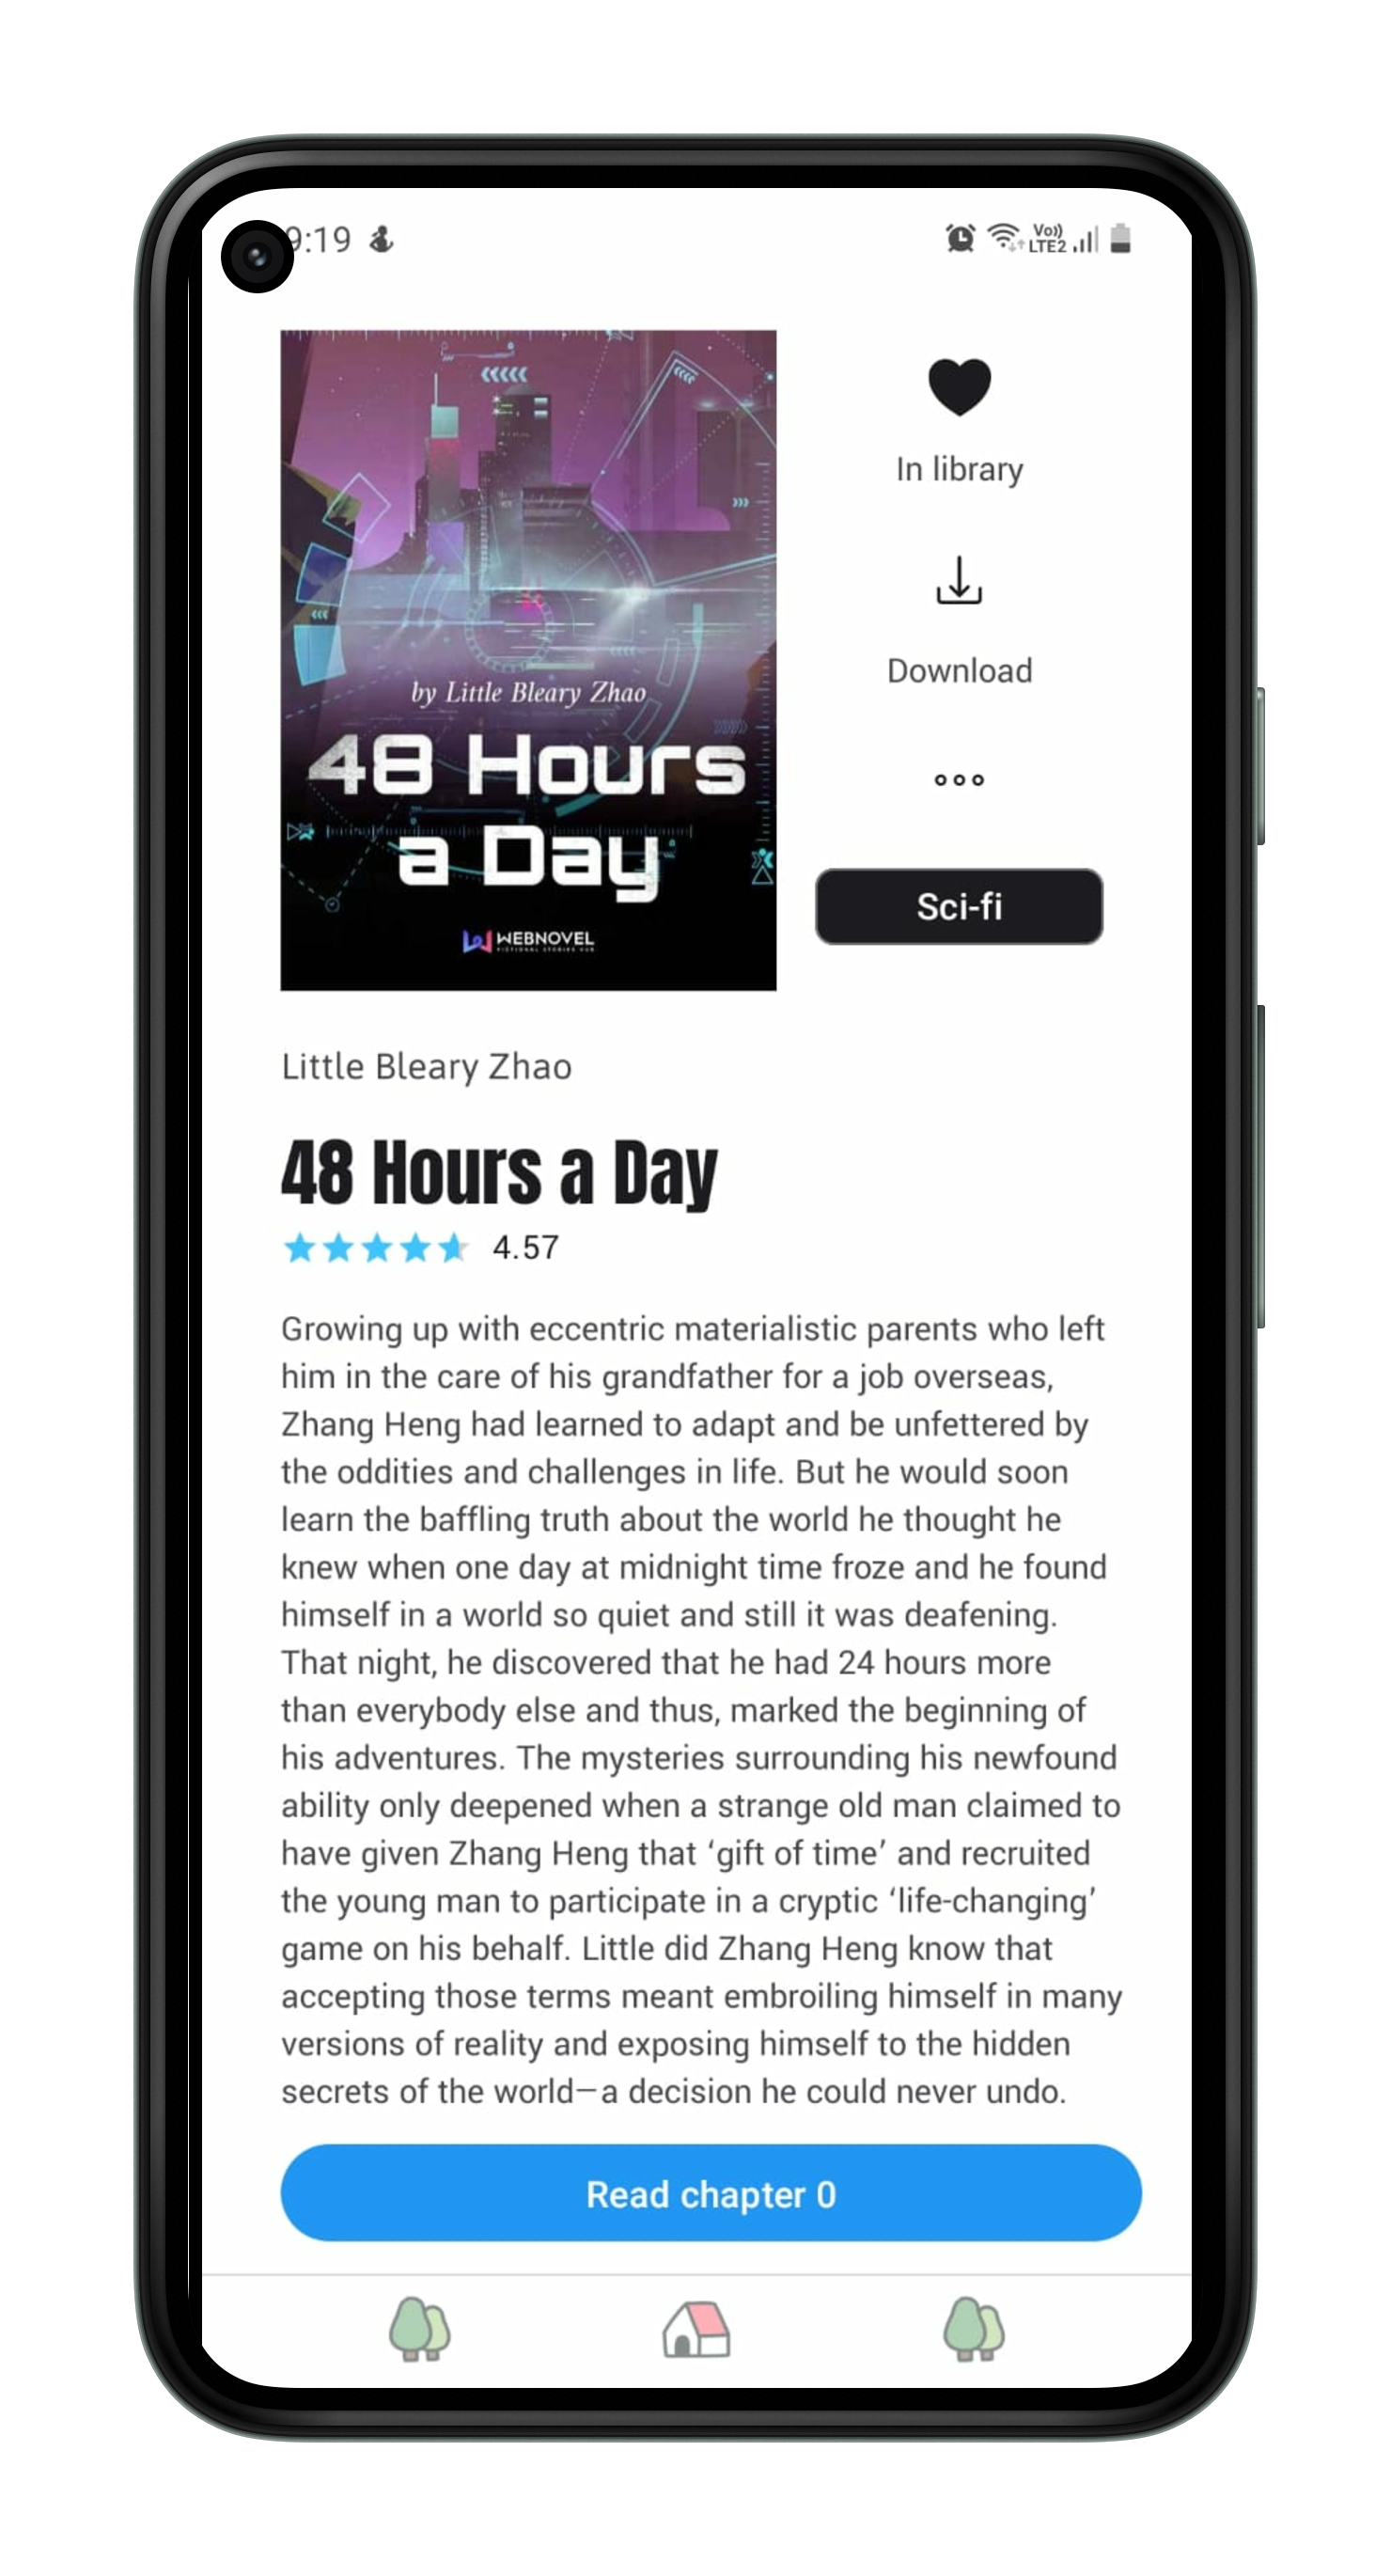 9:19
Vo))
LTE2
In library
Download
Sci-fi
by Little Bleary Zhao
48 Hours
a Day
WEBNOVEL
Little Bleary Zhao
48 Hours a Day
4.57
Growing up with eccentric materialistic parents who left
him in the care of his grandfather for a job overseas,
Zhang Heng had learned to adapt and be unfettered by
the oddities and challenges in life. But he would soon
learn the baffling truth about the world he thought he
knew when one day at midnight time froze and he found
himself in a world so quiet and still it was deafening.
That night, he discovered that he had 24 hours more
than everybody else and thus, marked the beginning of
his adventures. The mysteries surrounding his newfound
ability only deepened when a strange old man claimed to
have given Zhang Heng that ‘gift of time’ and recruited
the young man to participate in a cryptic ‘life-changing’
game on his behalf. Little did Zhang Heng know that
accepting those terms meant embroiling himself in many
versions of reality and exposing himself to the hidden
secrets of the world—a decision he could never undo.
Read chapter 0